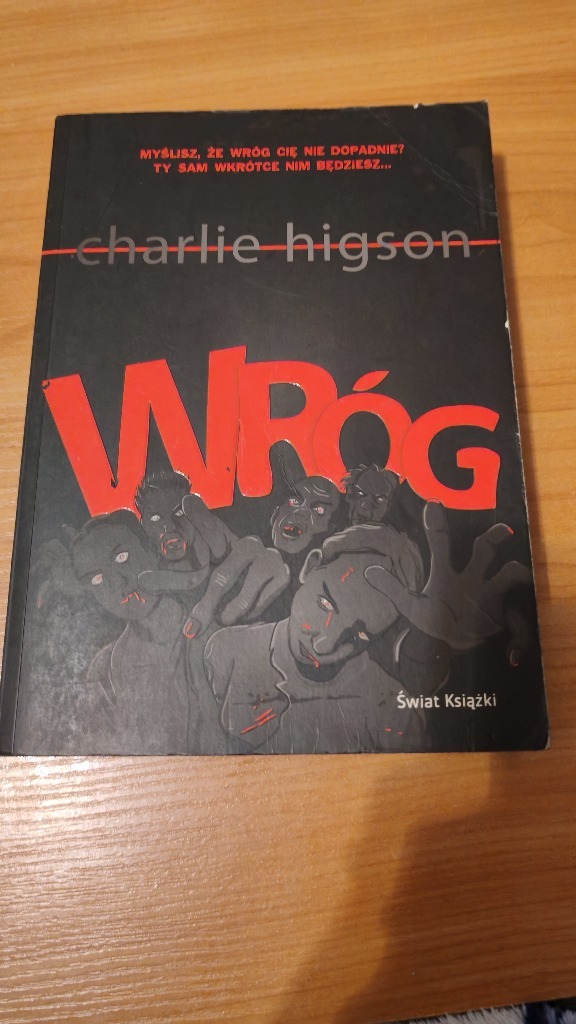 MYŚLISZ, ŻE WRÓG CIĘ NIE DOPADNIE?
TY SAM WKRÓTCE NIM BĘDZIESZ...
charlie higson
WRÓG
Świat Książki